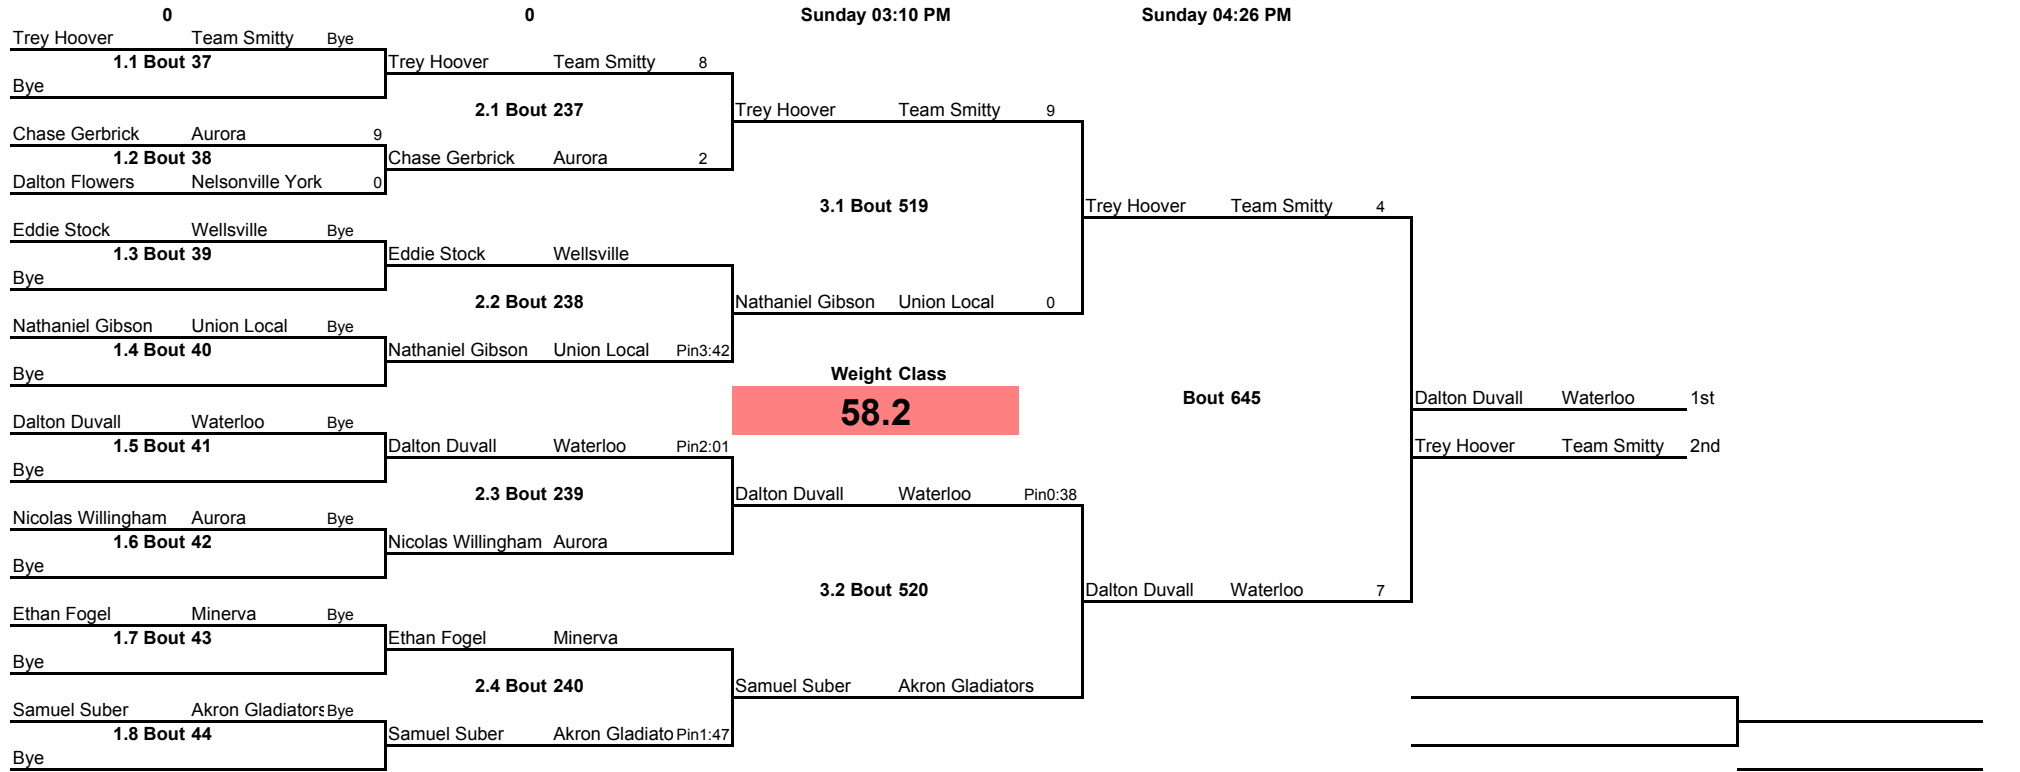 0 0 Sunday 03:10 PM Sunday 04:26 PM
Trey Hoover Team Smitty Bye
1.1 Bout 37 Trey Hoover Team Smitty 8
Bye
2.1 Bout 237 Trey Hoover Team Smitty 9
Chase Gerbrick Aurora 9
1.2 Bout 38 Chase Gerbrick Aurora 2
Dalton Flowers Nelsonville York 0
3.1 Bout 519 Trey Hoover Team Smitty 4
Eddie Stock Wellsville Bye
1.3 Bout 39 Eddie Stock Wellsville
Bye
2.2 Bout 238 Nathaniel Gibson Union Local 0
Nathaniel Gibson Union Local Bye
1.4 Bout 40 Nathaniel Gibson Union Local Pin3:42
Bye Weight Class
58.2 Bout 645 Dalton Duvall Waterloo 1st
Dalton Duvall Waterloo Bye
1.5 Bout 41 Dalton Duvall Waterloo Pin2:01 Trey Hoover Team Smitty 2nd
Bye
2.3 Bout 239 Dalton Duvall Waterloo Pin0:38
Nicolas Willingham Aurora Bye
1.6 Bout 42 Nicolas Willingham Aurora
Bye
3.2 Bout 520 Dalton Duvall Waterloo 7
Ethan Fogel Minerva Bye
1.7 Bout 43 Ethan Fogel Minerva
Bye
2.4 Bout 240 Samuel Suber Akron Gladiators
Samuel Suber Akron Gladiators Bye
1.8 Bout 44 Samuel Suber Akron Gladiato Pin1:47
Bye